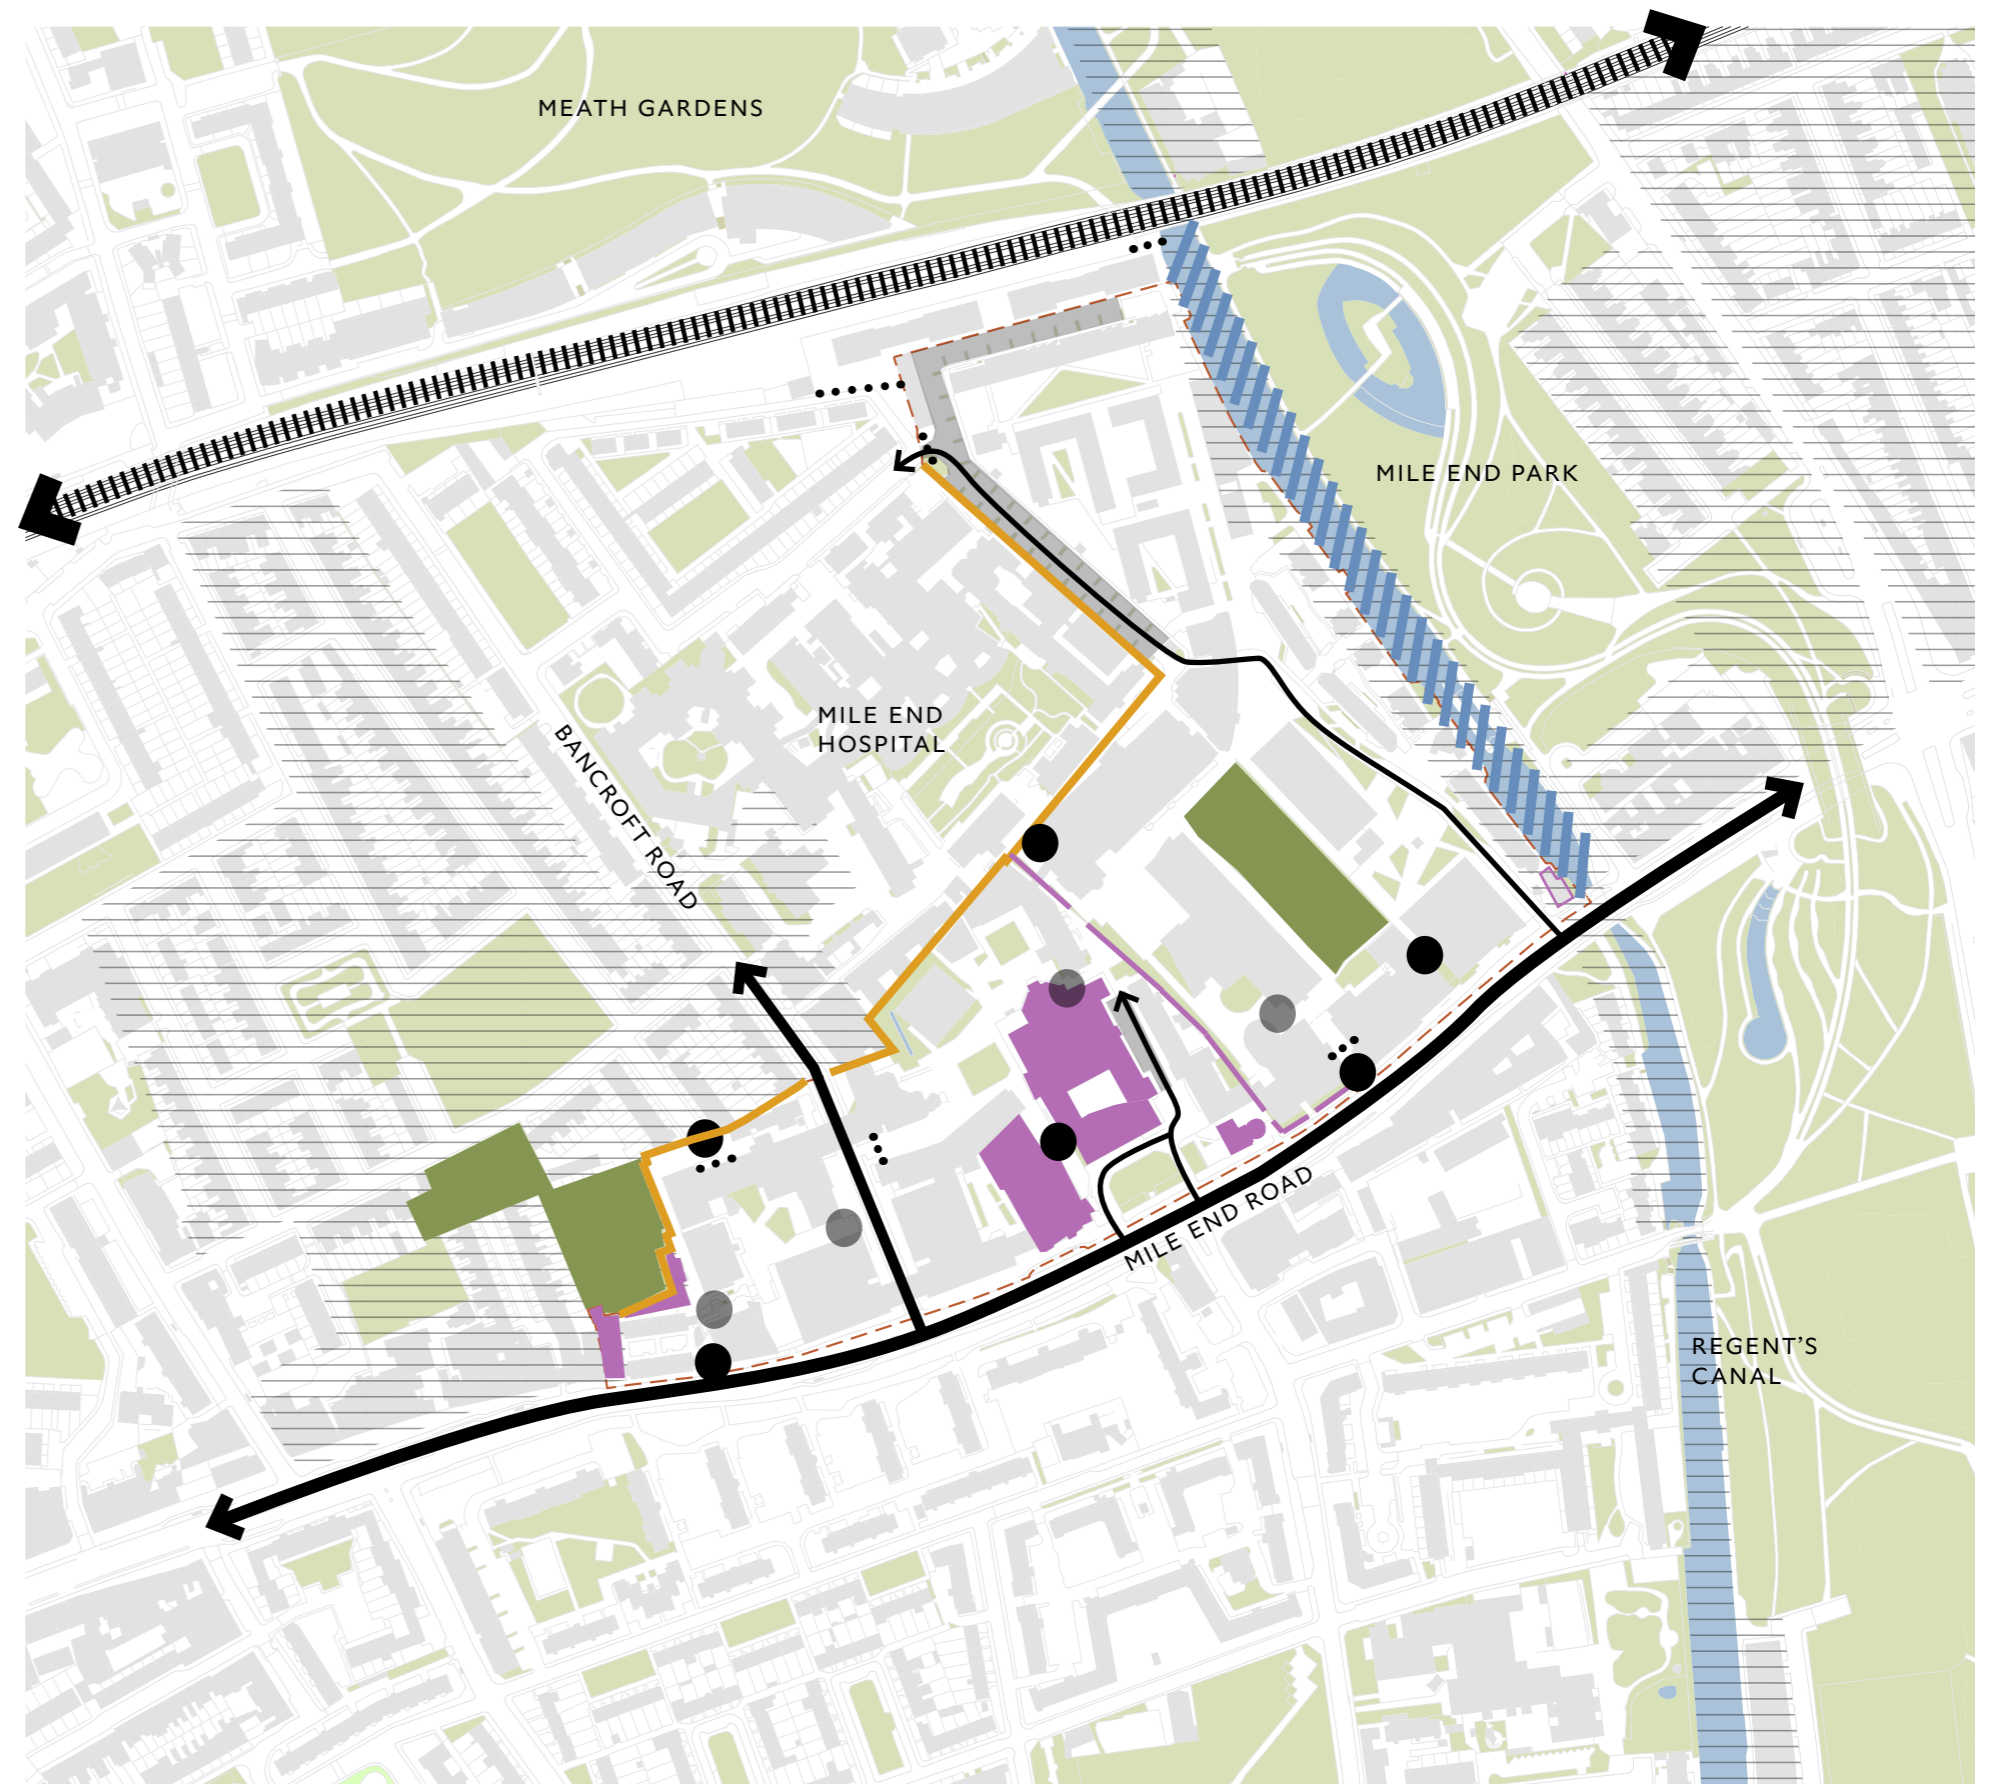 MEATH GARDENS
MILE END PARK
MILE END
HOSPITAL
BANCROFT ROAD
MILE END ROAD
REGENT’S
CANAL